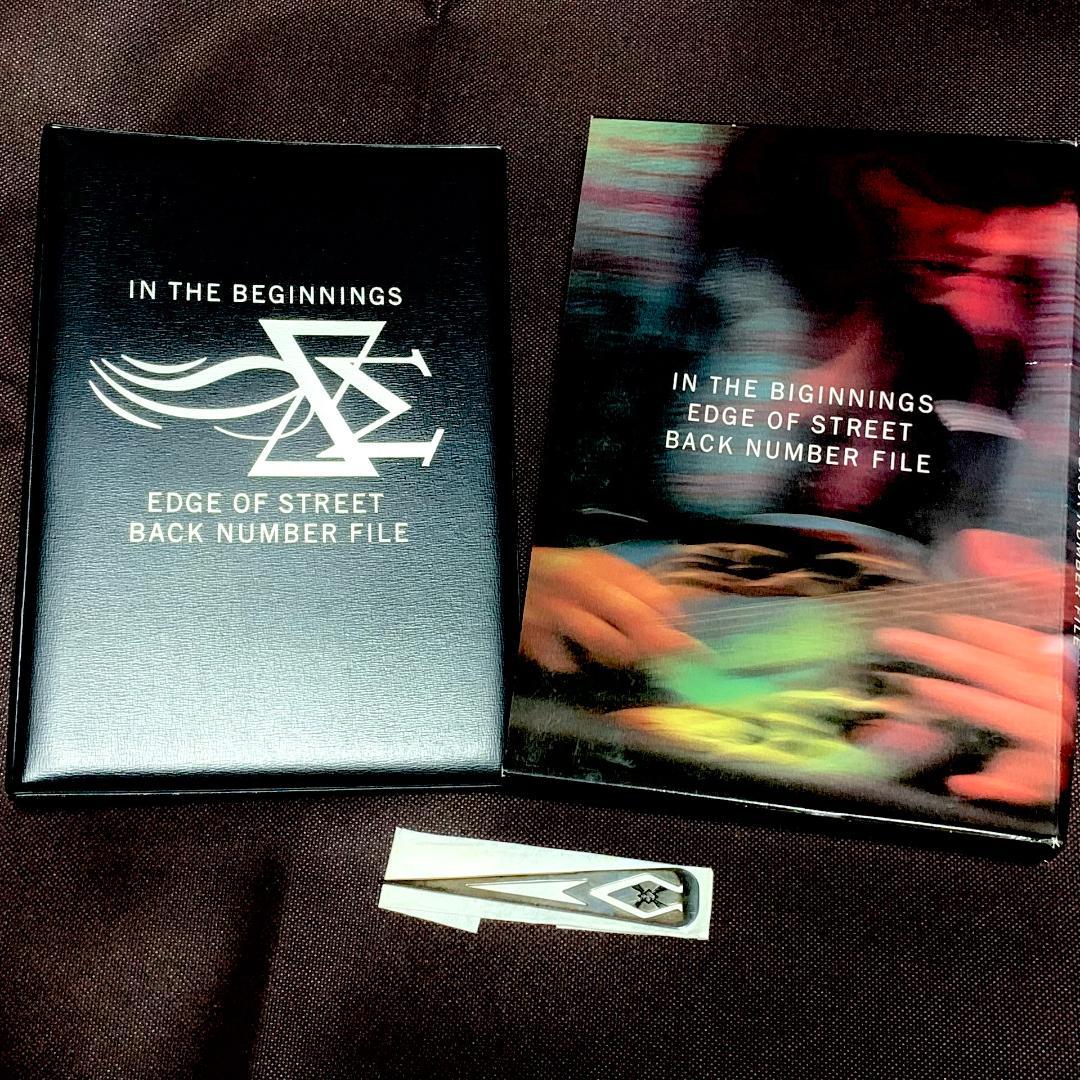 IN THE BEGINNINGS
EDGE OF STREET
BACK NUMBER FILE
IN THE BIGINNINGS
EDGE OF STREET
BACK NUMBER FILE